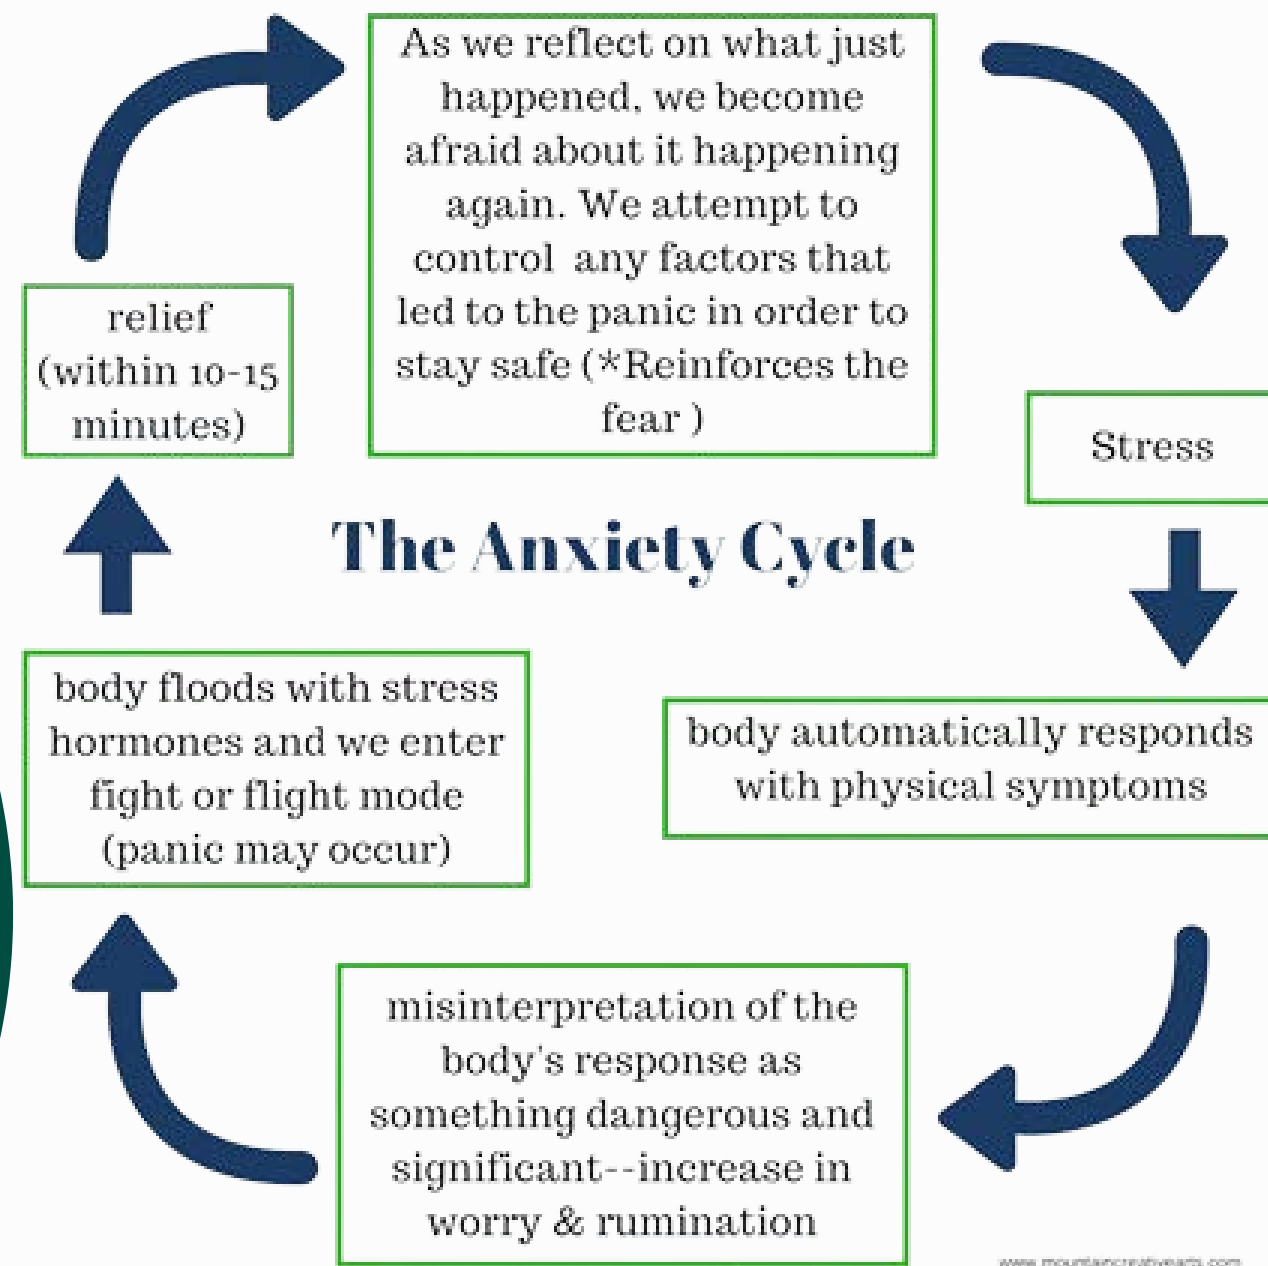 As we reflect on what just
happened, we become
afraid about it happening
again. We attempt to
control any factors that
led to the panic in order to
stay safe (*Reinforces the
fear )
relief
(within 10-15
minutes)
Stress
The Anxiety Cycle
body floods with stress
hormones and we enter
fight or flight mode
(panic may occur)
body automatically responds
with physical symptoms
misinterpretation of the
body's response as
something dangerous and
significant--increase in
worry & rumination
www.mountaincreativearts.com